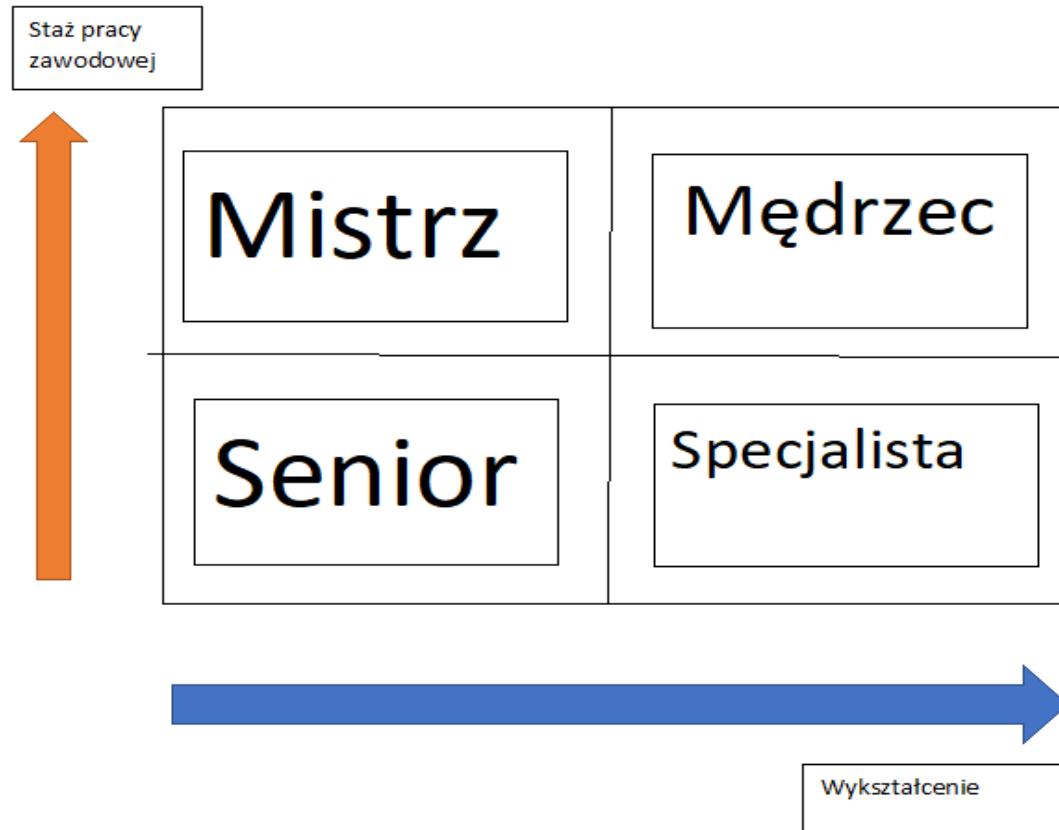 Staż pracy
zawodowej
Mistrz
Mędrzec
Senior
Specjalista
Wykształcenie